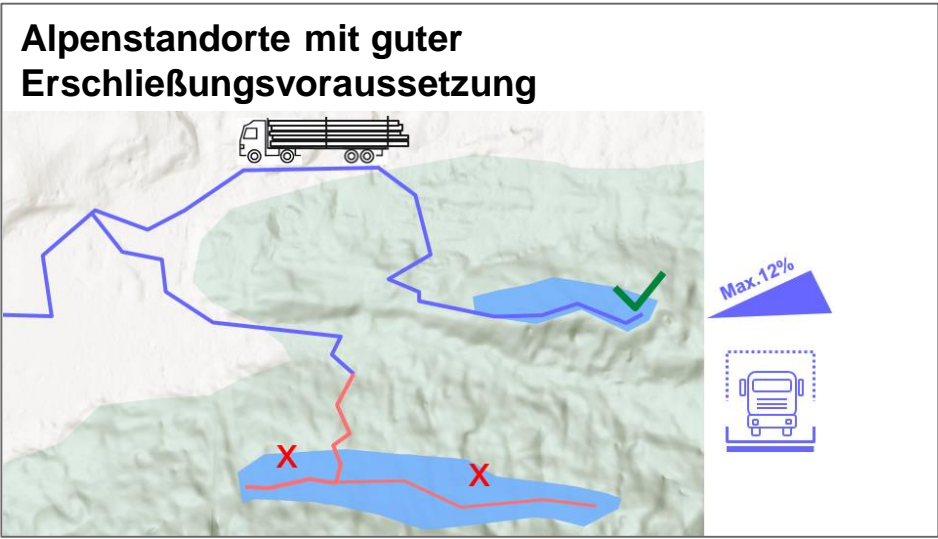 Alpenstandorte mit guter
Erschließungsvoraussetzung
Max.12%
X
X